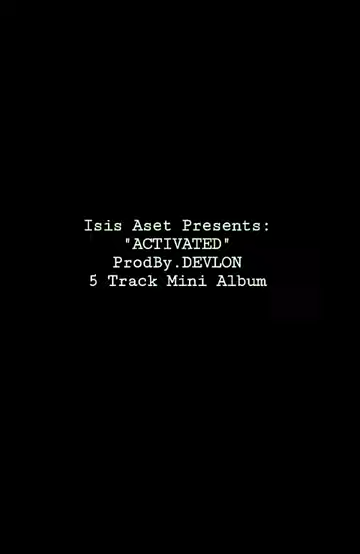 Isis Aset Presents:
"ACTIVATED"
ProdBy.DEVLON
5 Track Mini Album